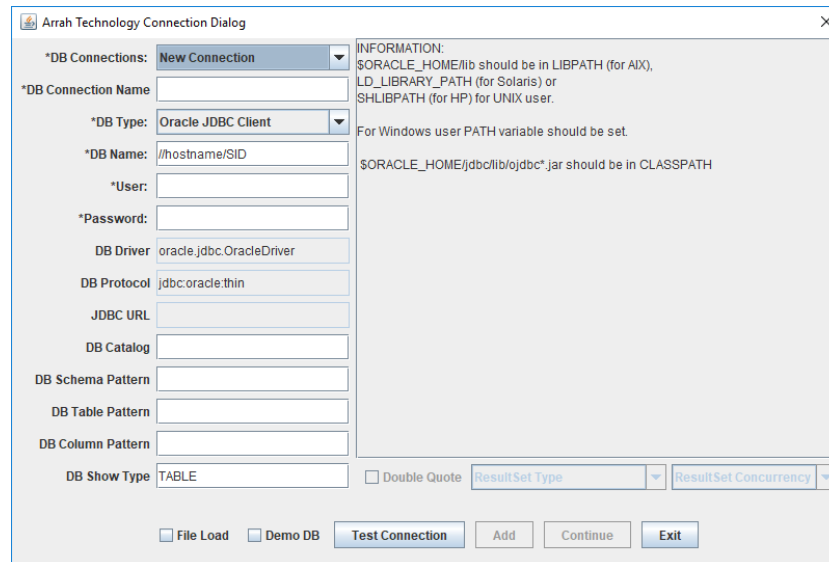 Arrah Technology Connection Dialog
*DB Connections: New Connection
*DB Connection Name
*DB Type: Oracle JDBC Client
*DB Name: //hostname/SID
*User:
*Password:
DB Driver oracle.jdbc.OracleDriver
DB Protocol jdbc:oracle:thin
JDBC URL
DB Catalog
DB Schema Pattern
DB Table Pattern
DB Column Pattern
DB Show Type TABLE
INFORMATION:
$ORACLE_HOME/lib should be in LIBPATH (for AIX),
LD_LIBRARY_PATH (for Solaris) or
SHLIBPATH (for HP) for UNIX user.
For Windows user PATH variable should be set.
$ORACLE_HOME/jdbc/lib/ojdbc*.jar should be in CLASSPATH
Double Quote ResultSet Type ResultSet Concurrency
File Load Demo DB Test Connection Add Continue Exit